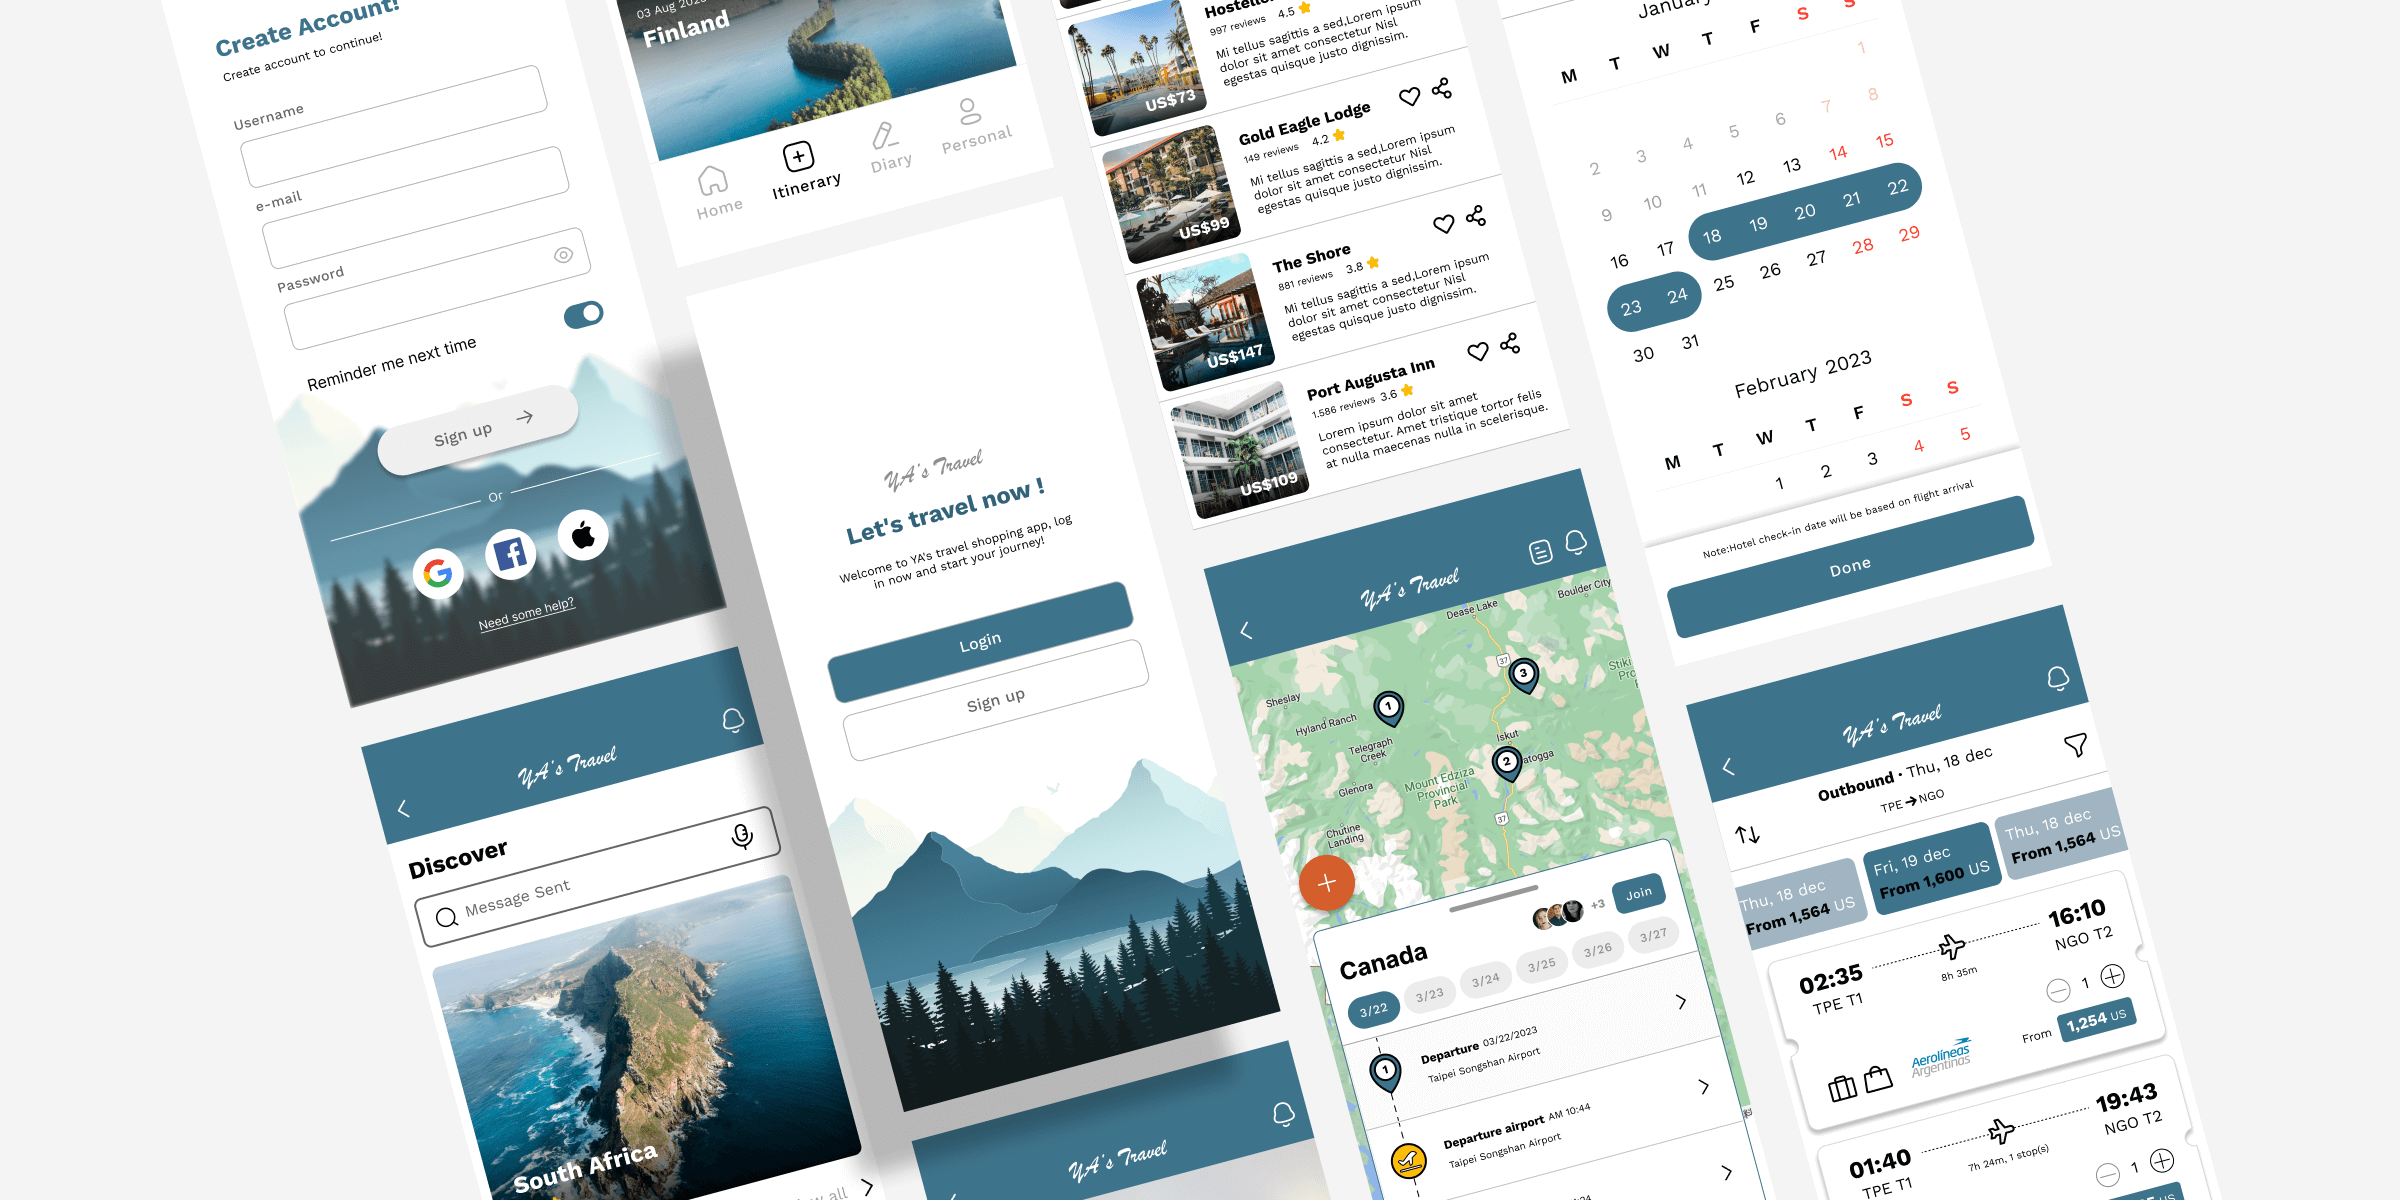 Create Account!
Create account to continue!
Username
e-mail
Password
Reminder me next time
Sign up
Or
Need some help?
YA's Travel
Discover
Message Sent
South Africa
all
03 Aug
Finland
Home
Itinerary
Diary
Personal
YA's Travel
Let's travel now !
Welcome to YA's travel shopping app, log
in now and start your journey!
Login
Sign up
YA's Travel
997 reviews 4.5
Mi tellus sagittis a sed,Lorem ipsum
dolor sit amet consectetur Nisl
egestas quisque justo dignissim.
US$73
Gold Eagle Lodge
149 reviews 4.2
Mi tellus sagittis a sed,Lorem ipsum
dolor sit amet consectetur Nisl
egestas quisque justo dignissim.
US$99
The Shore
881 reviews 3.8
Mi tellus sagittis a sed,Lorem ipsum
dolor sit amet consectetur Nisl
egestas quisque justo dignissim.
US$147
Port Augusta Inn
1.586 reviews 3.6
Lorem ipsum dolor sit amet
consectetur. Amet tristique tortor felis
at nulla maecenas nulla in scelerisque.
US$109
YA's Travel
Dease Lake
Boulder City
37
Stiki
Sheslay
Hyland Ranch
Telegraph
Creek
Iskut
atogga
Glenora
Mount Edziza
Provincial
Park
37
Chutine
Landing
1
2
3
+3
Join
Canada
3/22 3/23 3/24 3/25 3/26 3/27
1
Departure 03/22/2023
Taipei Songshan Airport
Departure airport AM 10:44
Taipei Songshan Airport
January
M T W T F S S
1
2 3 4 5 6 7 8
9 10 11 12 13 14 15
16 17 18 19 20 21 22
23 24 25 26 27 28 29
30 31
February 2023
M T W T F S S
1 2 3 4 5
Note:Hotel check-in date will be based on flight arrival
Done
YA's Travel
Outbound • Thu, 18 dec
TPE NGO
Thu, 18 dec
From 1,564 US
Fri, 19 dec
From 1,600 US
Thu, 18 dec
From 1,564 US
02:35
TPE T1
8h 35m
16:10
NGO T2
1
From 1,254 US
Aerolíneas
Argentinas
01:40
TPE T1
7h 24m, 1 stop(s)
19:43
NGO T2
1